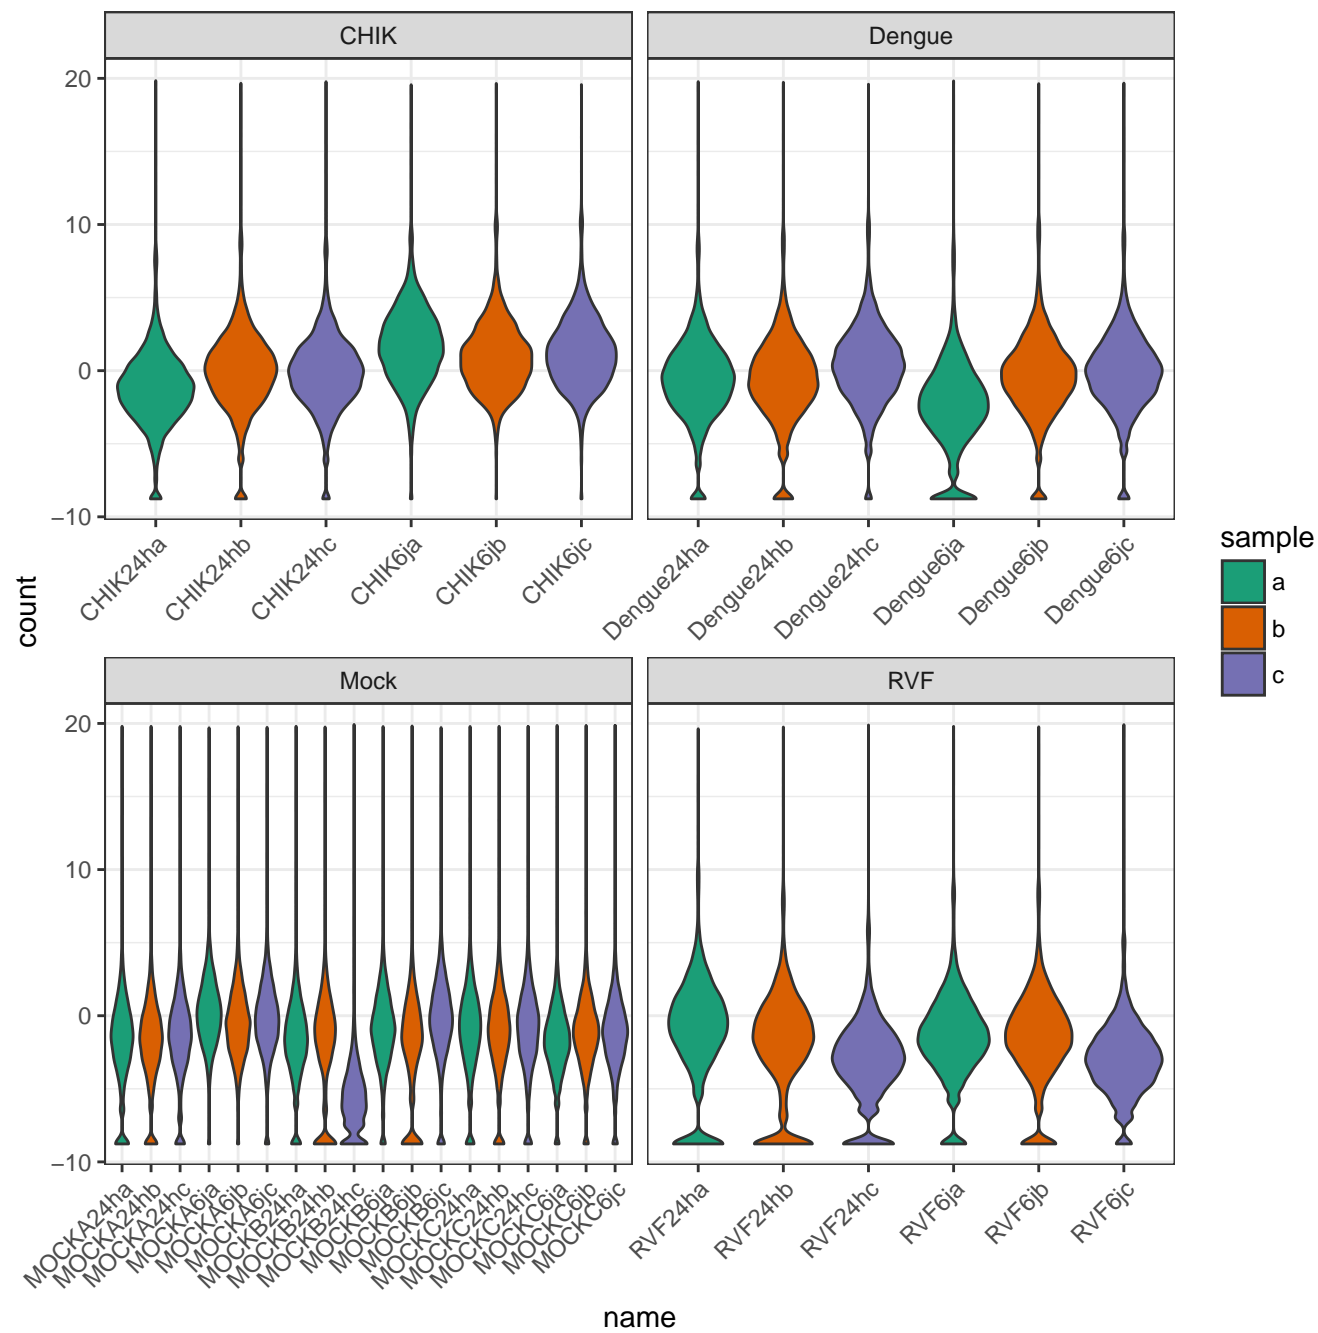 CHIK
Dengue
20
10
0
−10
CHIK24ha
CHIK24hb
CHIK24hc
CHIK6ja
CHIK6jb
CHIK6jc
Dengue24ha
Dengue24hb
Dengue24hc
Dengue6ja
Dengue6jb
Dengue6jc
count
sample
a
b
c
Mock
RVF
20
10
0
−10
MOCKA24ha
MOCKA24hb
MOCKA24hc
MOCKA6ja
MOCKA6jb
MOCKA6jc
MOCKB24ha
MOCKB24hb
MOCKB24hc
MOCKB6ja
MOCKB6jb
MOCKB6jc
MOCKC24ha
MOCKC24hb
MOCKC24hc
MOCKC6ja
MOCKC6jb
MOCKC6jc
RVF24ha
RVF24hb
RVF24hc
RVF6ja
RVF6jb
RVF6jc
name